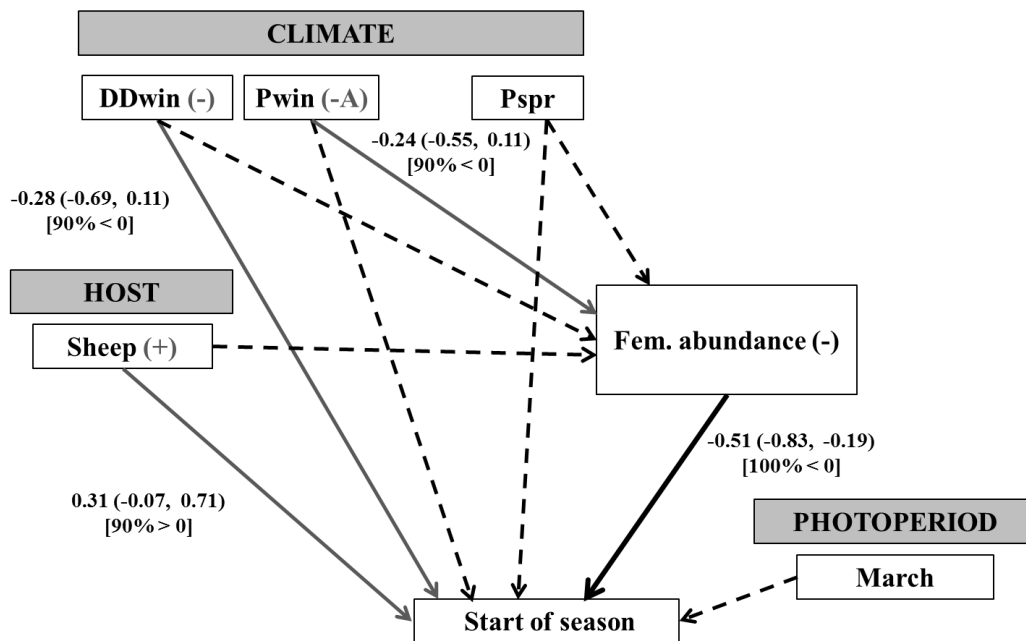 CLIMATE
DDwin (-)
Pwin (-A)
Pspr
-0.24 (-0.55, 0.11)
[90% < 0]
-0.28 (-0.69, 0.11)
[90% < 0]
HOST
Sheep (+)
Fem. abundance (-)
-0.51 (-0.83, -0.19)
[100% < 0]
0.31 (-0.07, 0.71)
[90% > 0]
PHOTOPERIOD
March
Start of season